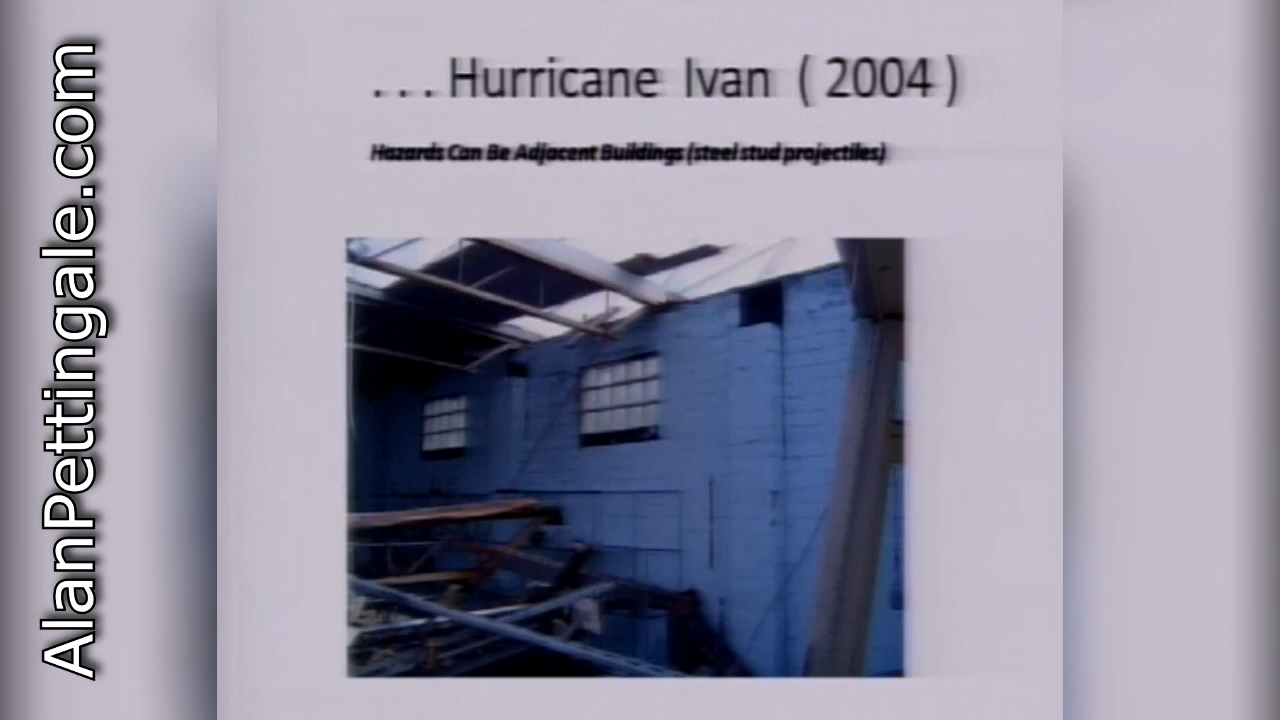 . . . Hurricane Ivan ( 2004 )
Hazards Can Be Adjacent Buildings (steel stud projectiles)
AlanPettingale.com